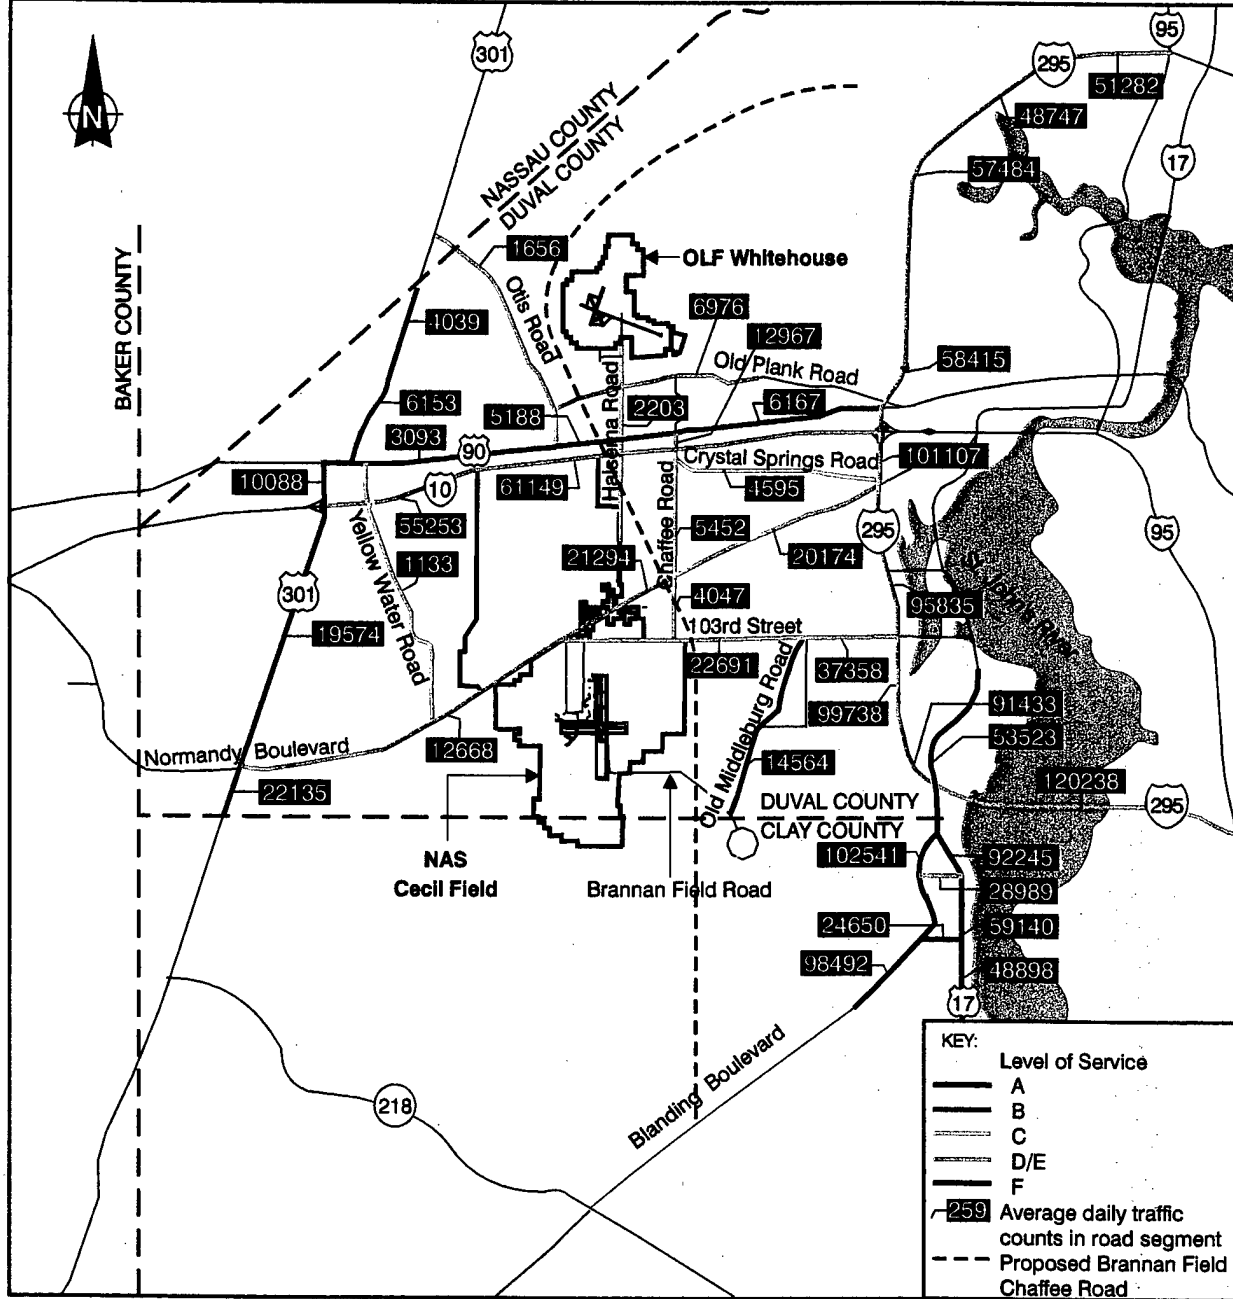 95
301
295
51282
48747
N
NASSAU COUNTY
DUVAL COUNTY
17
57484
BAKER COUNTY
1656
OLF Whitehouse
Otis Road
6976
4039
12967
58415
Old Plank Road
6153
5188
2203
6167
3093
90
Halsema Road
Crystal Springs Road
101107
10088
10
61149
4595
Chaffee Road
55253
5452
295
95
Yellow Water Road
1133
21294
20174
St. Johns River
301
4047
95835
19574
103rd Street
22691
37358
Old Middleburg Road
99738
91433
Normandy Boulevard
12668
53523
14564
22135
120238
DUVAL COUNTY
295
CLAY COUNTY
NAS
Cecil Field
102541
92245
Brannan Field Road
28989
24650
59140
98492
48898
17
Blanding Boulevard
218
KEY:
Level of Service
A
B
C
D/E
F
259 Average daily traffic
counts in road segment
Proposed Brannan Field
Chaffee Road